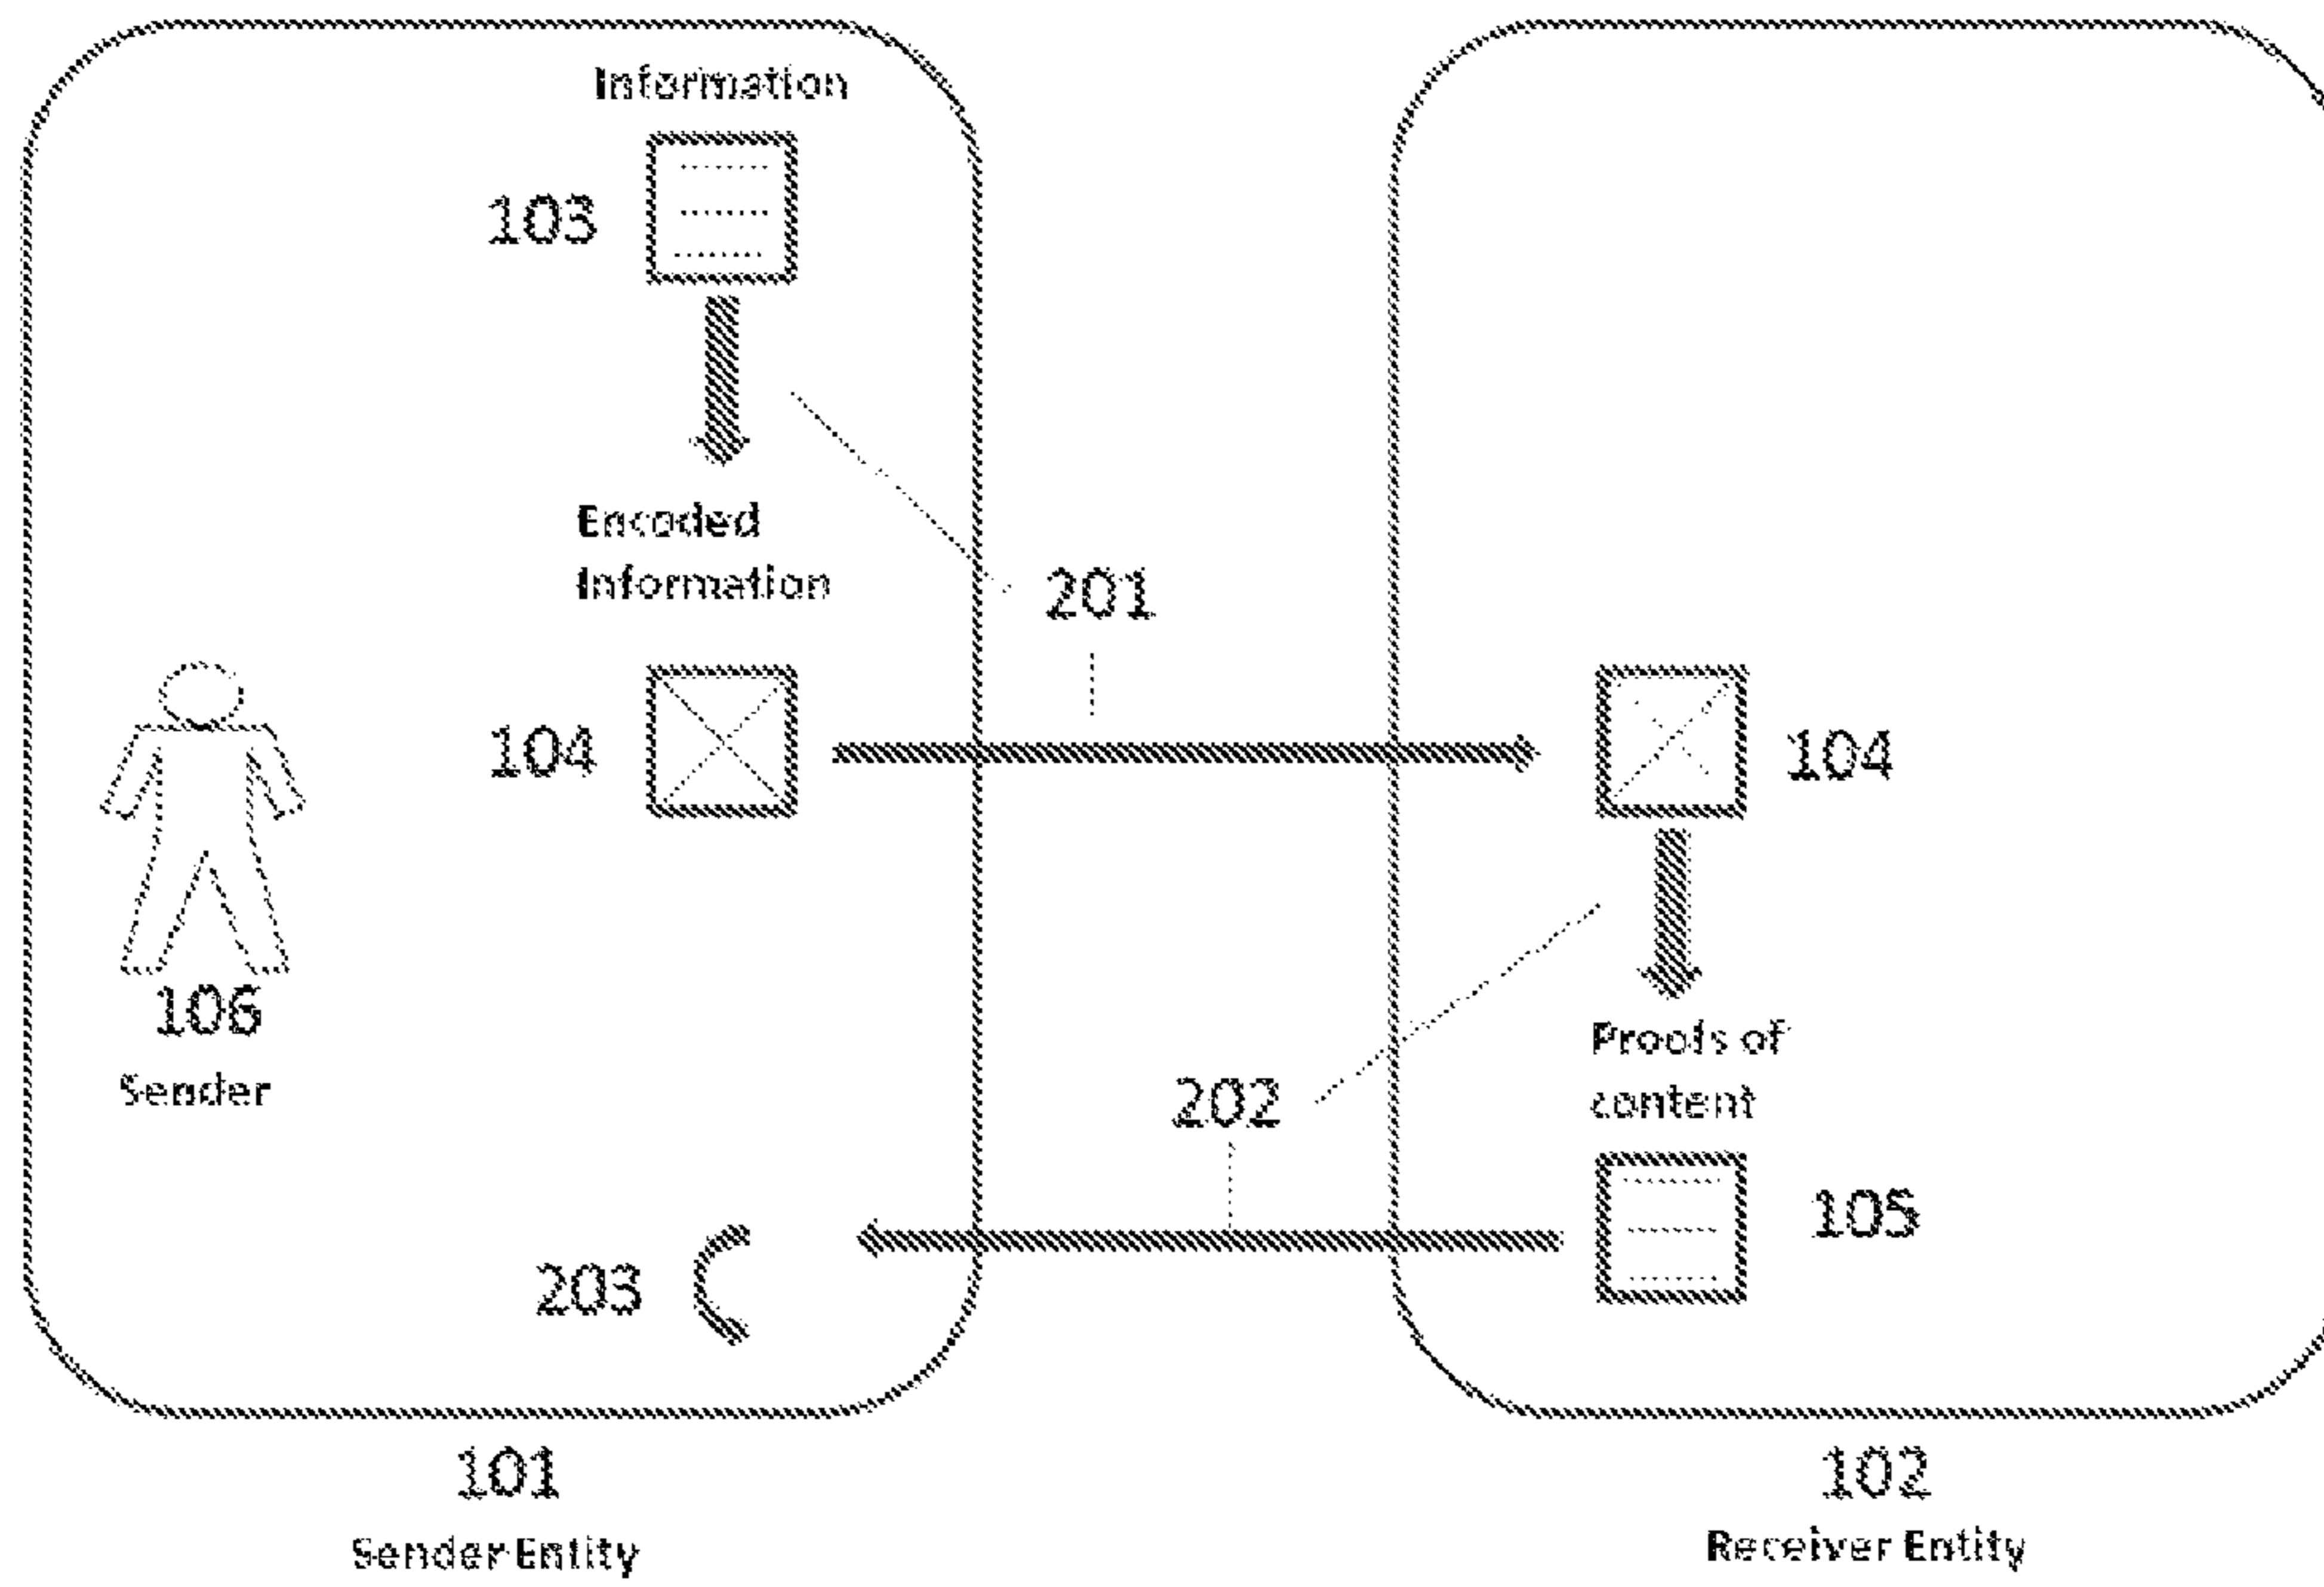 Information
103
Encoded
Information
201
104
104
106
Sender
Proofs of
content
202
105
203
101
Sender Entity
102
Receiver Entity